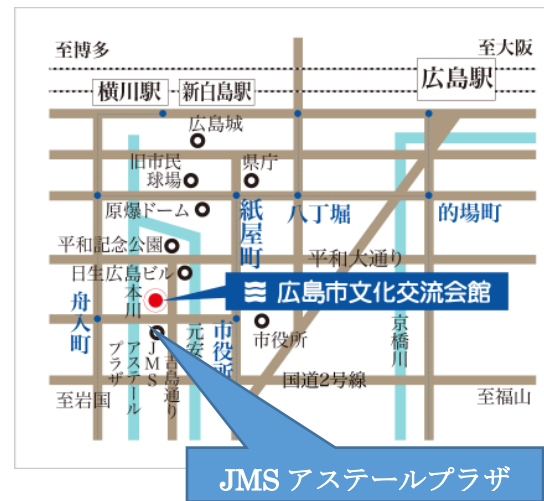 至博多
至大阪
横川駅
新白島駅
広島駅
広島城
旧市民
球場
県庁
原爆ドーム
紙屋町
八丁堀
的場町
平和記念公園
平和大通り
日生広島ビル
広島市文化交流会館
舟入町
本川
元安
市役所
市役所
京橋川
JMS
アステール
プラザ
吉島通り
国道2号線
至岩国
至福山
JMS アステールプラザ